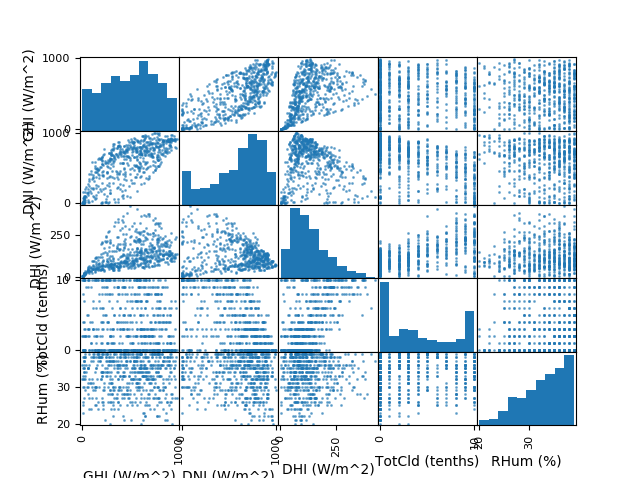 GHI (W/m^2)
1000
0
DNI (W/m^2)
1000
0
DHI (W/m^2)
250
0
TotCld (tenths)
10
0
RHum (%)
30
20
0
1000
0
1000
0
250
0
10
20
30
GHI (W/m^2)
DNI (W/m^2)
DHI (W/m^2)
TotCld (tenths)
RHum (%)